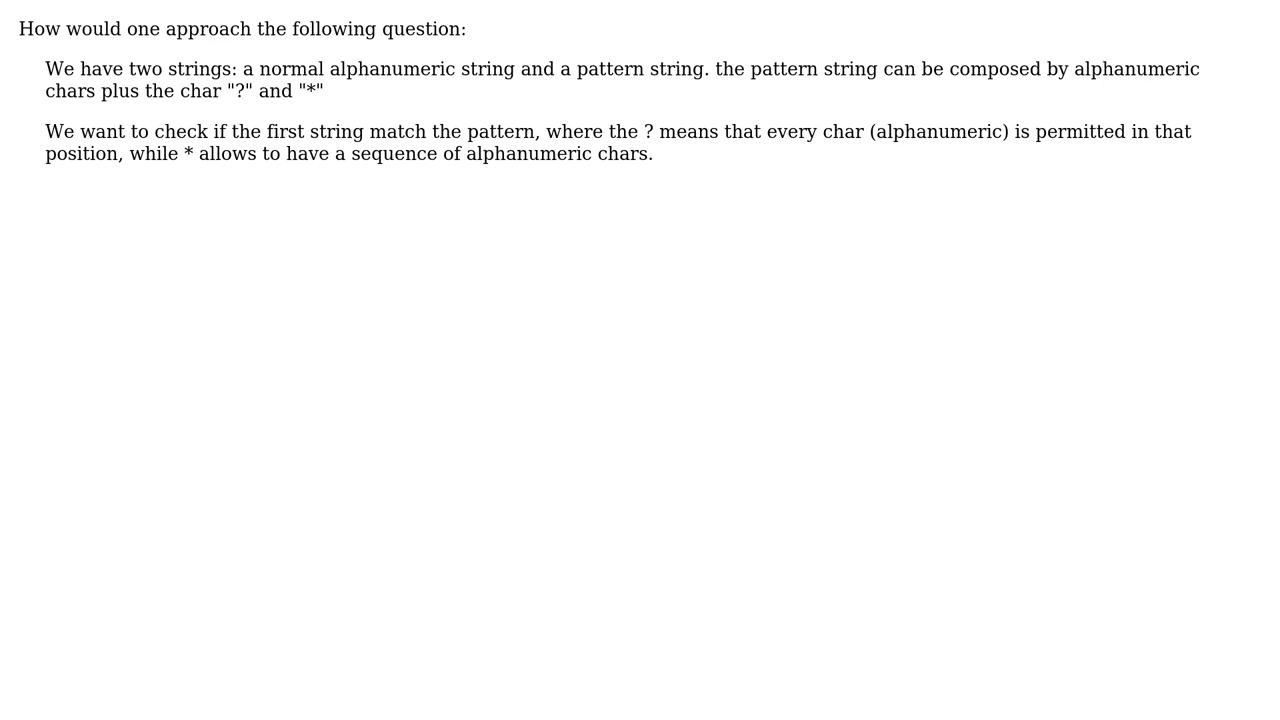 How would one approach the following question:
We have two strings: a normal alphanumeric string and a pattern string. the pattern string can be composed by alphanumeric
chars plus the char "?" and "*"
We want to check if the first string match the pattern, where the ? means that every char (alphanumeric) is permitted in that
position, while * allows to have a sequence of alphanumeric chars.